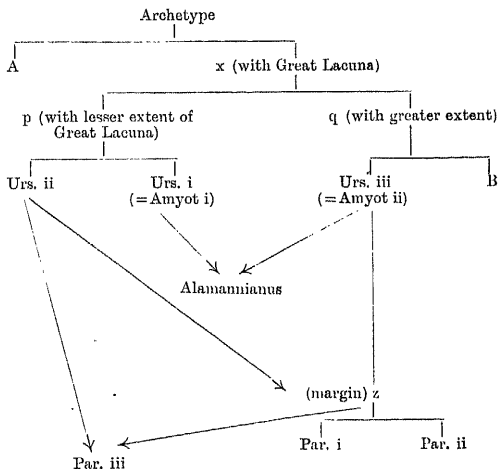 Archetype
A
x (with Great Lacuna)
p (with lesser extent of
Great Lacuna)
q (with greater extent)
Urs. ii
Urs. i
(=Amyot i)
Urs. iii
(=Amyot ii)
B
Alamannianus
(margin) z
Par. i
Par. ii
Par. iii